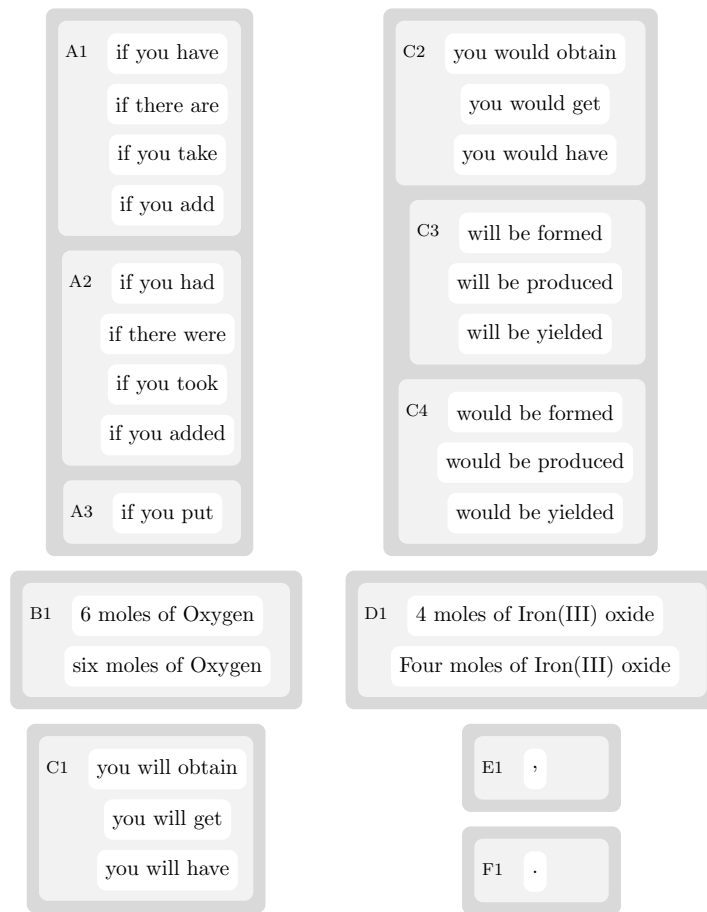 A1 if you have
if there are
if you take
if you add
A2 if you had
if there were
if you took
if you added
A3 if you put
B1 6 moles of Oxygen
six moles of Oxygen
C1 you will obtain
you will get
you will have
C2 you would obtain
you would get
you would have
C3 will be formed
will be produced
will be yielded
C4 would be formed
would be produced
would be yielded
D1 4 moles of Iron(III) oxide
Four moles of Iron(III) oxide
E1 ,
F1 .